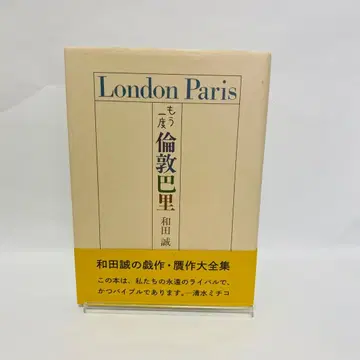 London Paris
もう
一度
倫敦巴里
和田誠
和田誠の戯作・贋作大全集
この本は、私たちの永遠のライバルで、
かつバイブルであります。—清水ミチコ